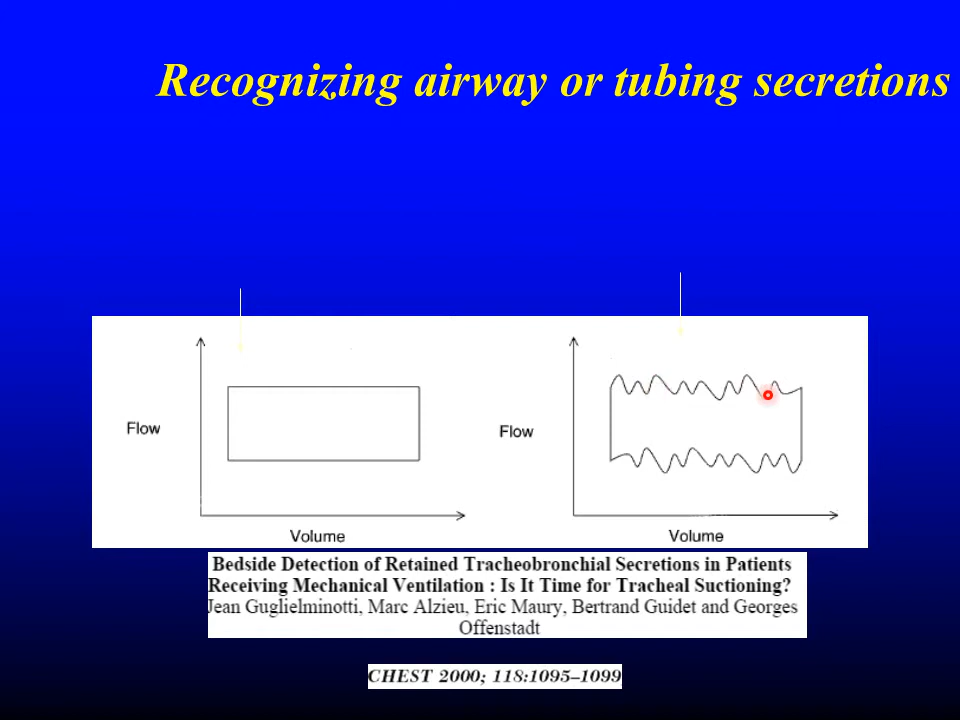 Recognizing airway or tubing secretions
Flow
Volume
Flow
Volume
Bedside Detection of Retained Tracheobronchial Secretions in Patients
Receiving Mechanical Ventilation : Is It Time for Tracheal Suctioning?
Jean Guglielminotti, Marc Alzieu, Eric Maury, Bertrand Guidet and Georges
Offenstadt
CHEST 2000; 118:1095–1099